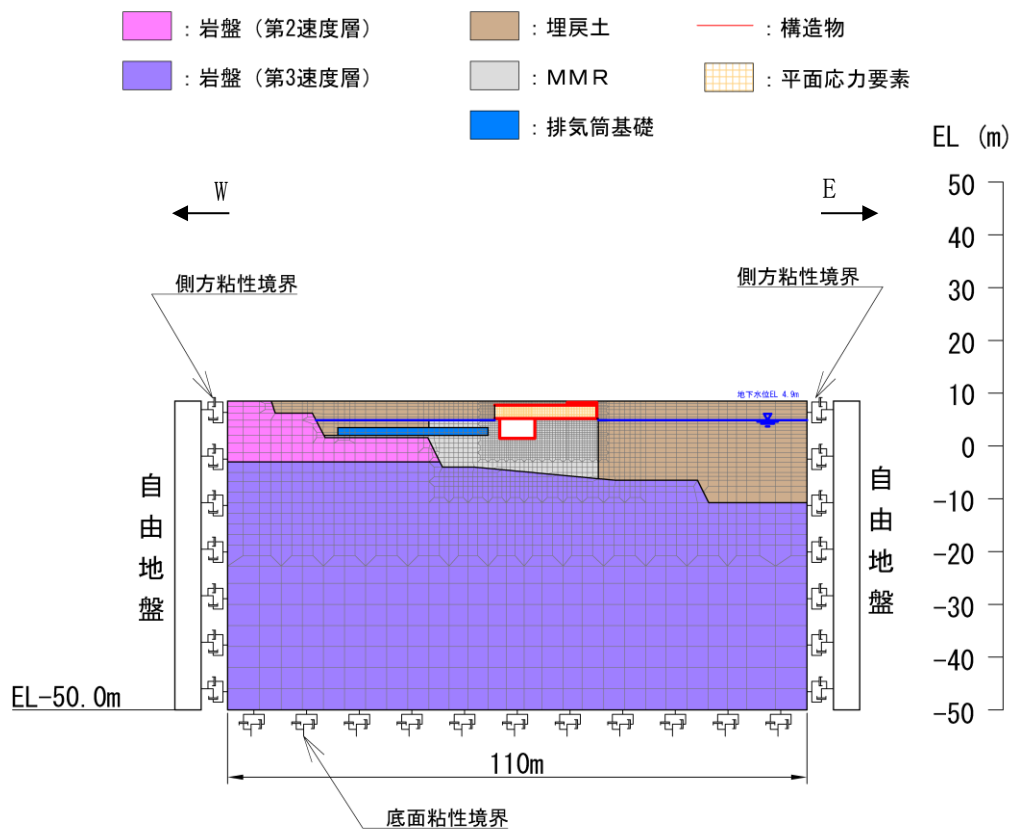 ：岩盤（第2速度層）
：埋戻土
：構造物
：岩盤（第3速度層）
：ＭＭＲ
：平面応力要素
：排気筒基礎
EL (m)
W
E
50
40
30
20
10
0
-10
-20
-30
-40
-50
側方粘性境界
側方粘性境界
地下水位EL 4.9m
自由地盤
自由地盤
EL-50.0m
110m
底面粘性境界